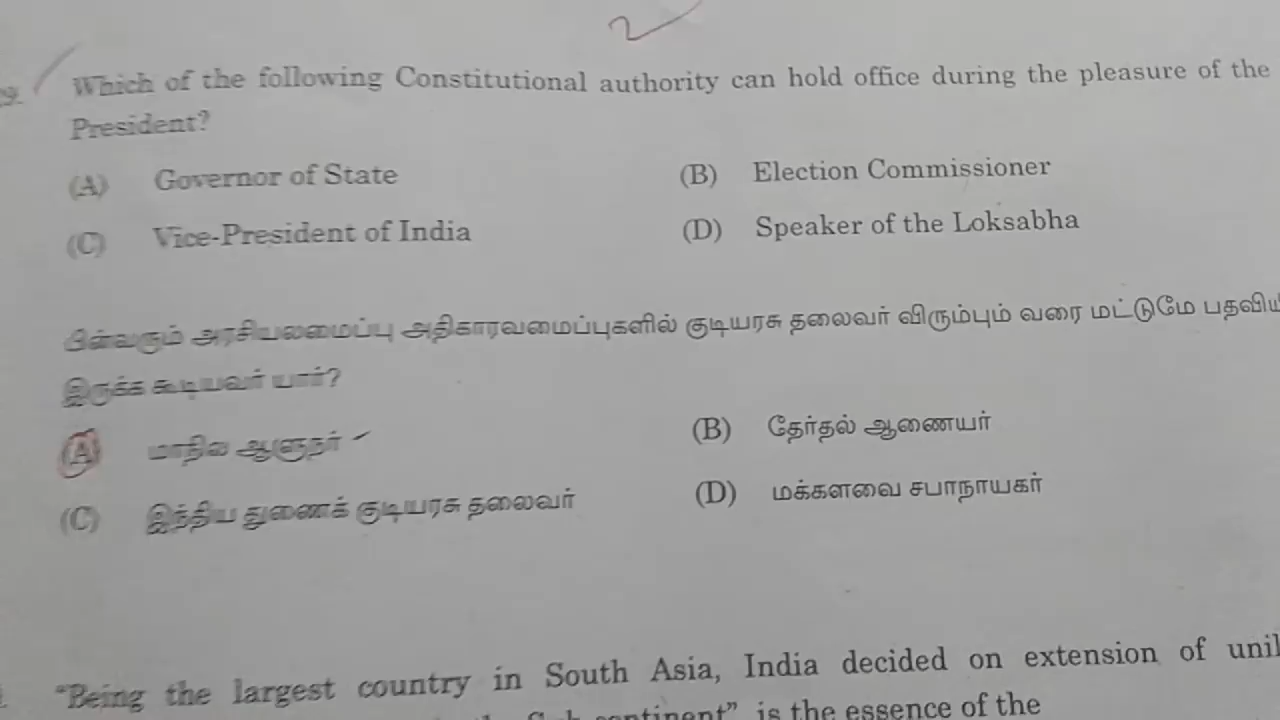 2
Which of the following Constitutional authority can hold office during the pleasure of the
President?
(A) Governor of State (B) Election Commissioner
(C) Vice-President of India (D) Speaker of the Loksabha
பின்வரும் அரசியலமைப்பு அதிகாரவமைப்புகளில் குடியரசு தலைவர் விரும்பும் வரை மட்டுமே
இருக்க கூடியவர் யார்?
(A) மாநில ஆளுநர் (B) தேர்தல் ஆணையர்
(C) இந்திய துணைக் குடியரசு தலைவர் (D) மக்களவை சபாநாயகர்
"Being the largest country in South Asia, India decided on extension of
is the essence of the